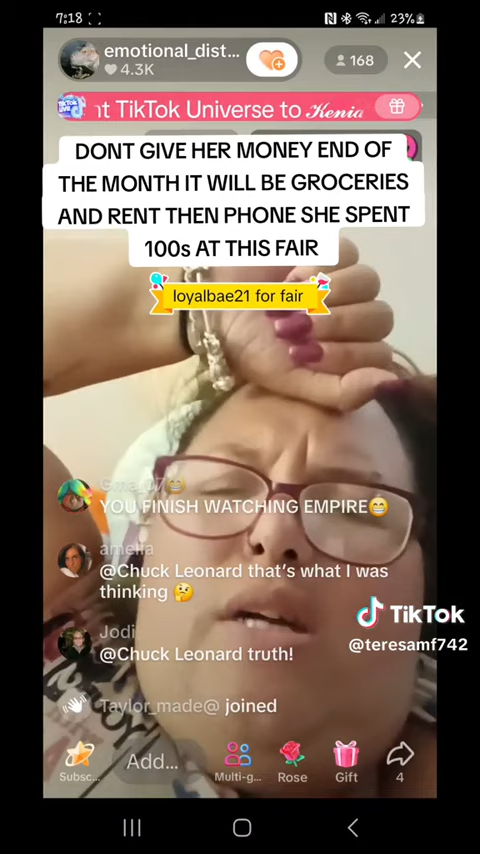 7:18
23%
emotional_dist...
4.3K
168
nt TikTok Universe to Kenia
DONT GIVE HER MONEY END OF
THE MONTH IT WILL BE GROCERIES
AND RENT THEN PHONE SHE SPENT
100s AT THIS FAIR
loyalbae21 for fair
YOU FINISH WATCHING EMPIRE😁
amelia
@Chuck Leonard that's what I was
thinking 🤔
Jodi
@Chuck Leonard truth!
Taylor_made@ joined
TikTok
@teresamf742
Subsc...
Add...
Multi-g...
Rose
Gift
4